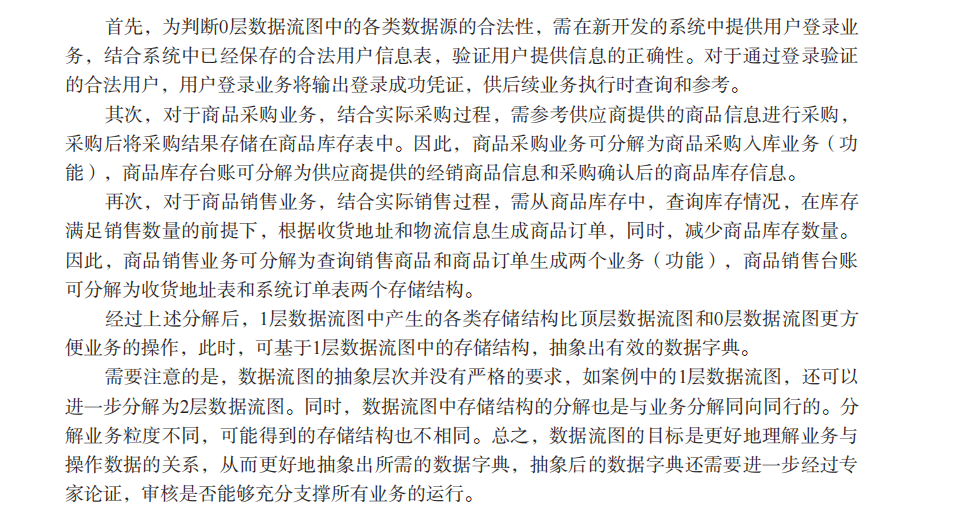 首先，为判断0层数据流图中的各类数据源的合法性，需在新开发的系统中提供用户登录业
务，结合系统中已经保存的合法用户信息表，验证用户提供信息的正确性。对于通过登录验证
的合法用户，用户登录业务将输出登录成功凭证，供后续业务执行时查询和参考。
其次，对于商品采购业务，结合实际采购过程，需参考供应商提供的商品信息进行采购，
采购后将采购结果存储在商品库存表中。因此，商品采购业务可分解为商品采购入库业务（功
能），商品库存台账可分解为供应商提供的经销商品信息和采购确认后的商品库存信息。
再次，对于商品销售业务，结合实际销售过程，需从商品库存中，查询库存情况，在库存
满足销售数量的前提下，根据收货地址和物流信息生成商品订单，同时，减少商品库存数量。
因此，商品销售业务可分解为查询销售商品和商品订单生成两个业务（功能），商品销售台账
可分解为收货地址表和系统订单表两个存储结构。
经过上述分解后，1层数据流图中产生的各类存储结构比顶层数据流图和0层数据流图更方
便业务的操作，此时，可基于1层数据流图中的存储结构，抽象出有效的数据字典。
需要注意的是，数据流图的抽象层次并没有严格的要求，如案例中的1层数据流图，还可以
进一步分解为2层数据流图。同时，数据流图中存储结构的分解也是与业务分解同向同行的。分
解业务粒度不同，可能得到的存储结构也不相同。总之，数据流图的目标是更好地理解业务与
操作数据的关系，从而更好地抽象出所需的数据字典，抽象后的数据字典还需要进一步经过专
家论证，审核是否能够充分支撑所有业务的运行。